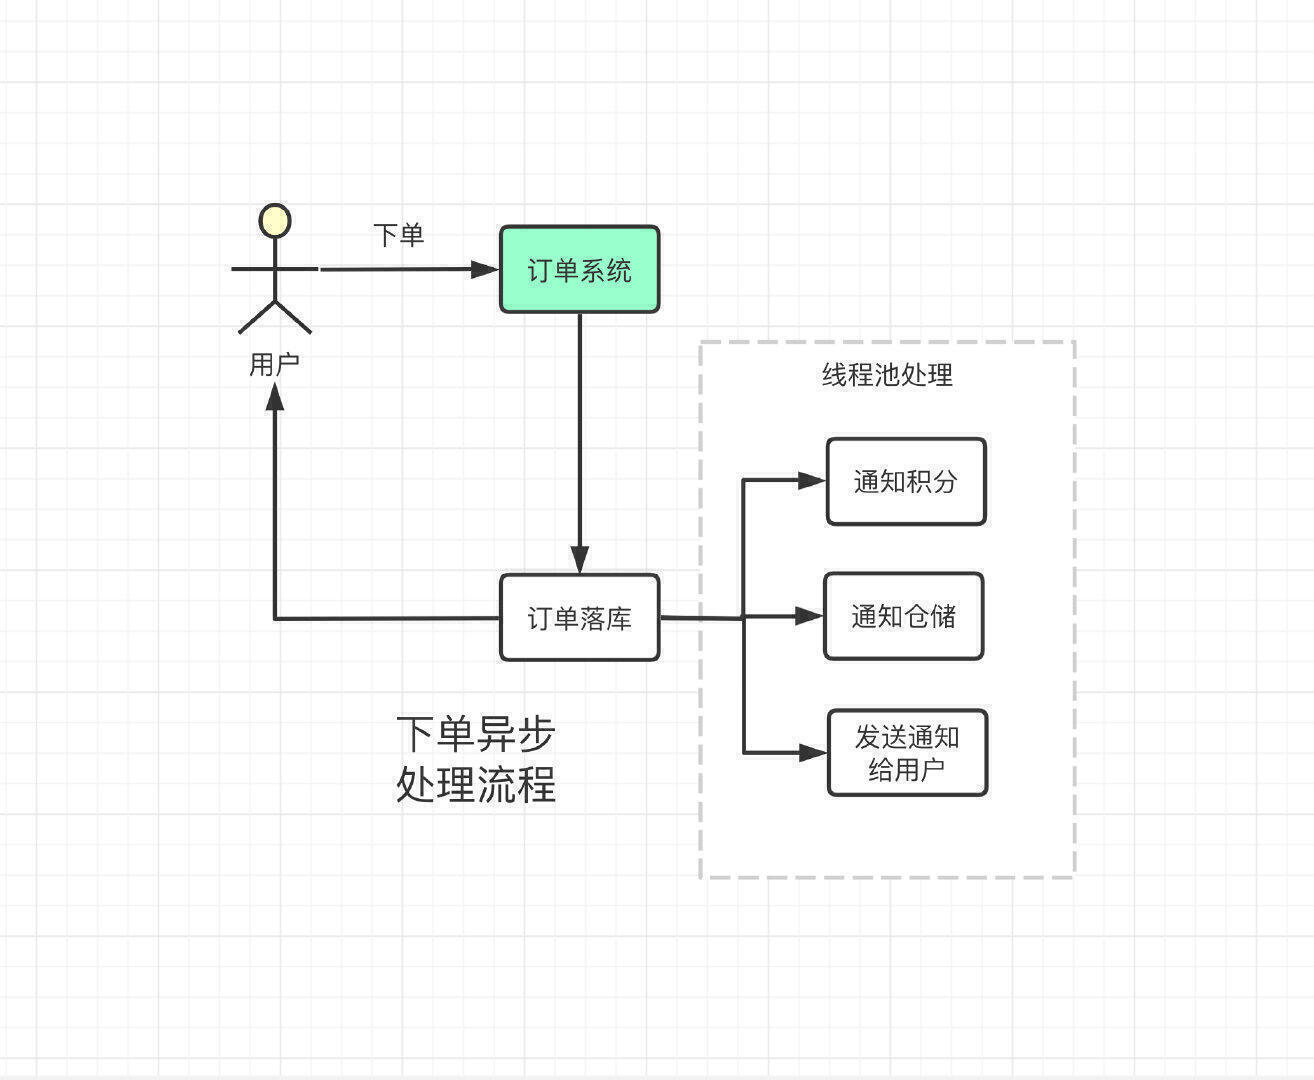 下单
订单系统
用户
线程池处理
通知积分
订单落库
通知仓储
下单异步
处理流程
发送通知
给用户